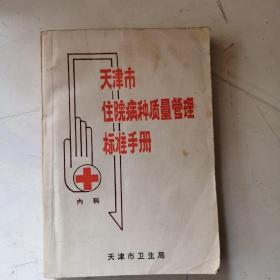 天津市
住院病种质量管理
标准手册
内科
天津市卫生局